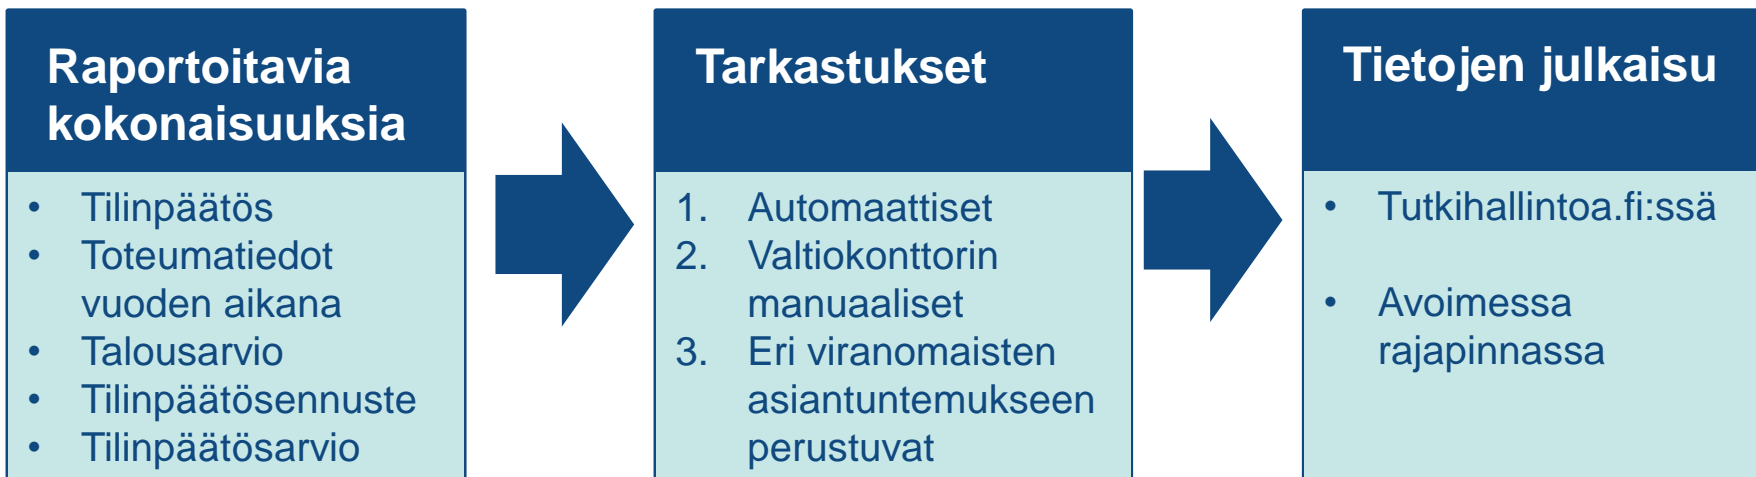 Raportoitavia
kokonaisuuksia
• Tilinpäätös
• Toteumatiedot
vuoden aikana
• Talousarvio
• Tilinpäätösennuste
• Tilinpäätösarvio
Tarkastukset
1. Automaattiset
2. Valtiokonttorin
manuaaliset
3. Eri viranomaisten
asiantuntemukseen
perustuvat
Tietojen julkaisu
• Tutkihallintoa.fi:ssä
• Avoimessa
rajapinnassa